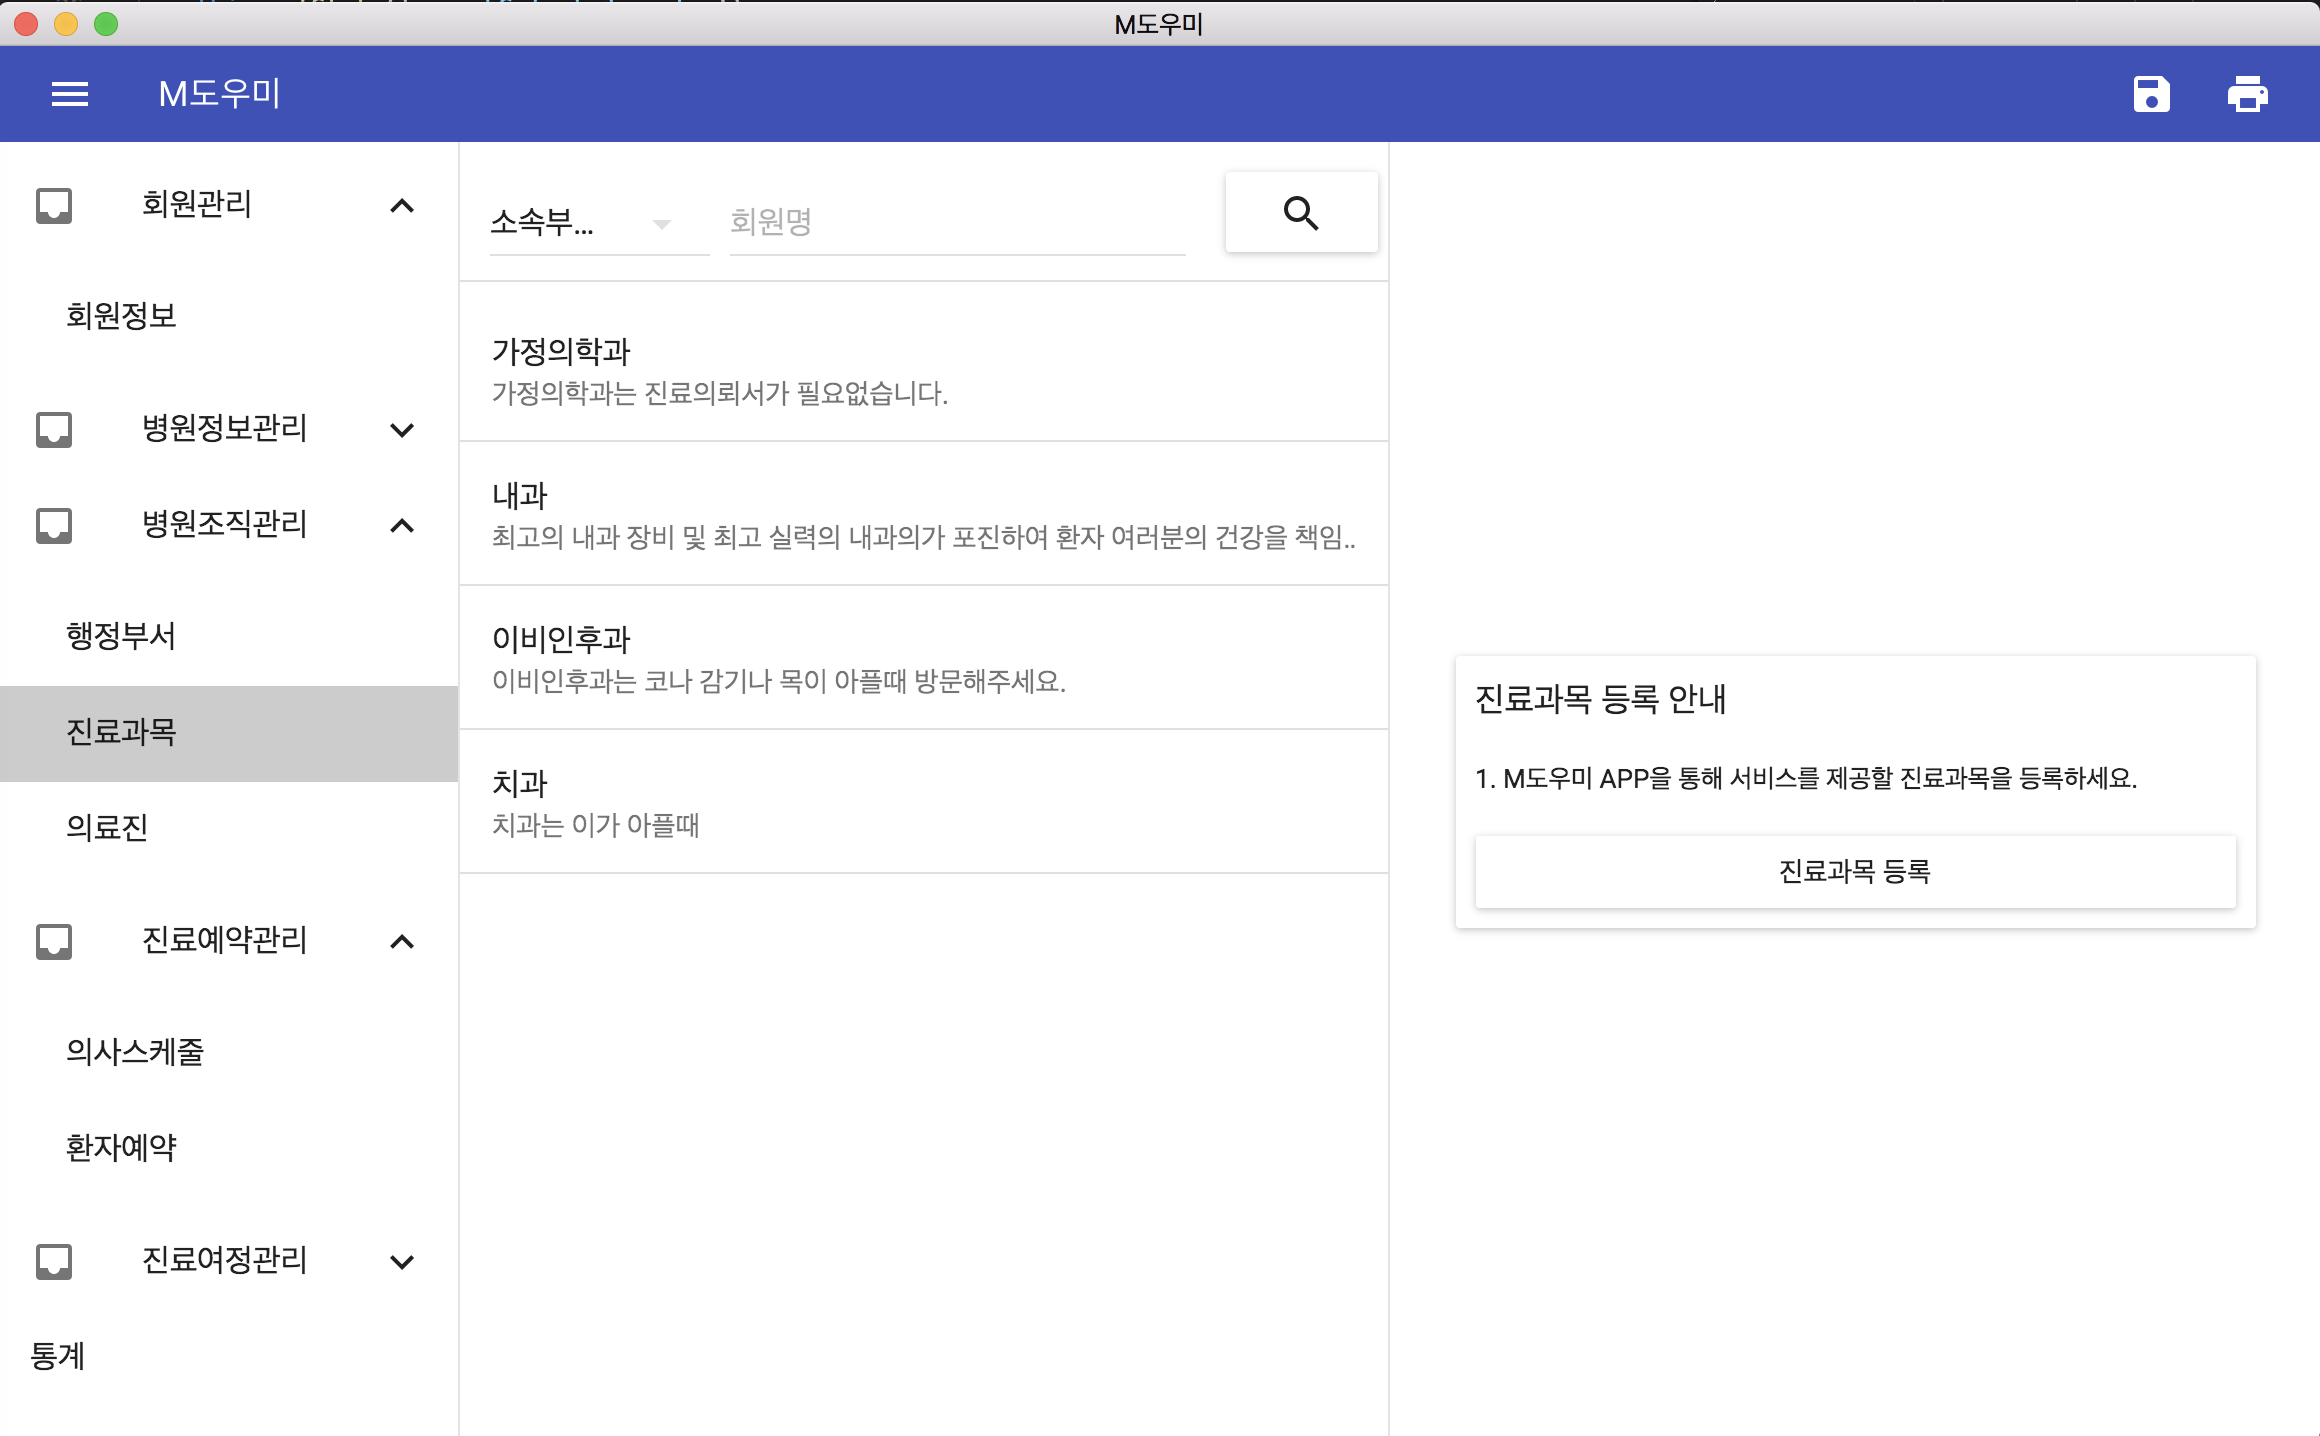 M도우미
M도우미
회원관리
회원정보
병원정보관리
병원조직관리
행정부서
진료과목
의료진
진료예약관리
의사스케줄
환자예약
진료여정관리
통계
소속부... 회원명
가정의학과
가정의학과는 진료의뢰서가 필요없습니다.
내과
최고의 내과 장비 및 최고 실력의 내과의가 포진하여 환자 여러분의 건강을 책임..
이비인후과
이비인후과는 코나 감기나 목이 아플때 방문해주세요.
치과
치과는 이가 아플때
진료과목 등록 안내
1. M도우미 APP을 통해 서비스를 제공할 진료과목을 등록하세요.
진료과목 등록